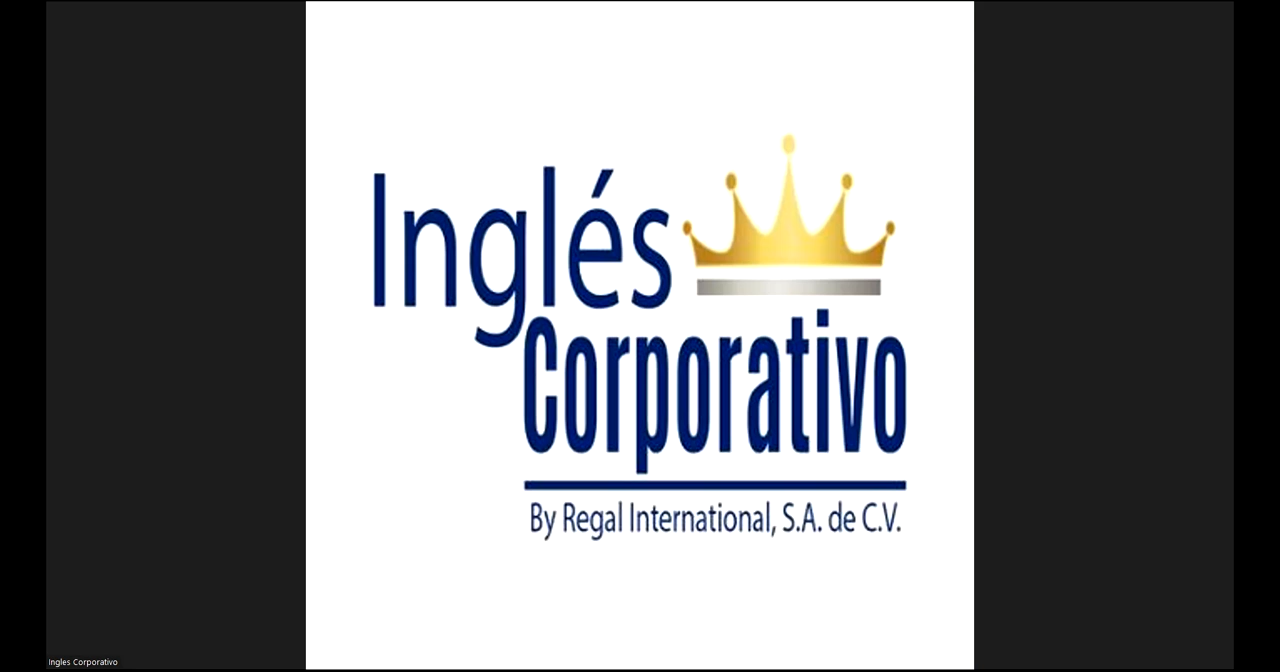 Inglés
Corporativo
By Regal International, S.A. de C.V.
Ingles Corporativo